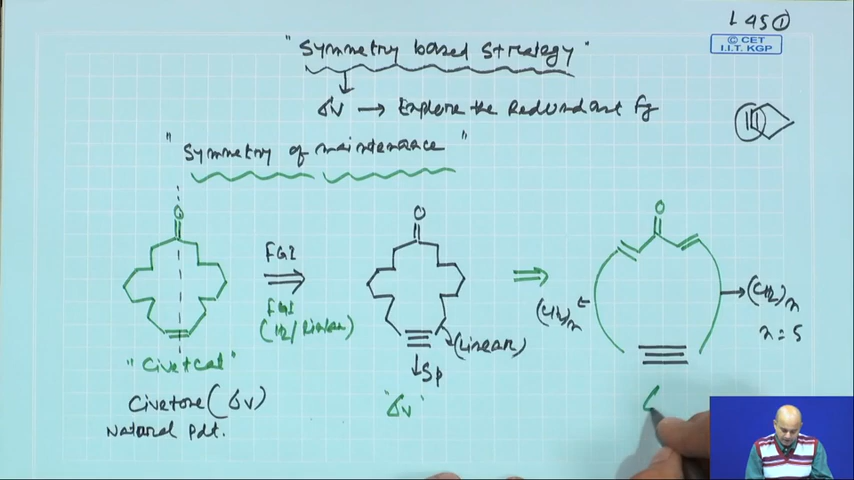 L 45 ①
© CET
I.I.T. KGP
"Symmetry based Strategy"
σv → Explore the Redundant Fg
"Symmetry of maintenance"
O
O
O
FGI
FGI
(H2/Lindlar)
(CH2)x
(CH2)x
x = 5
(Linear)
Sp
"Civetcat"
Civetone (σv)
Natural Pdt.
"σv"